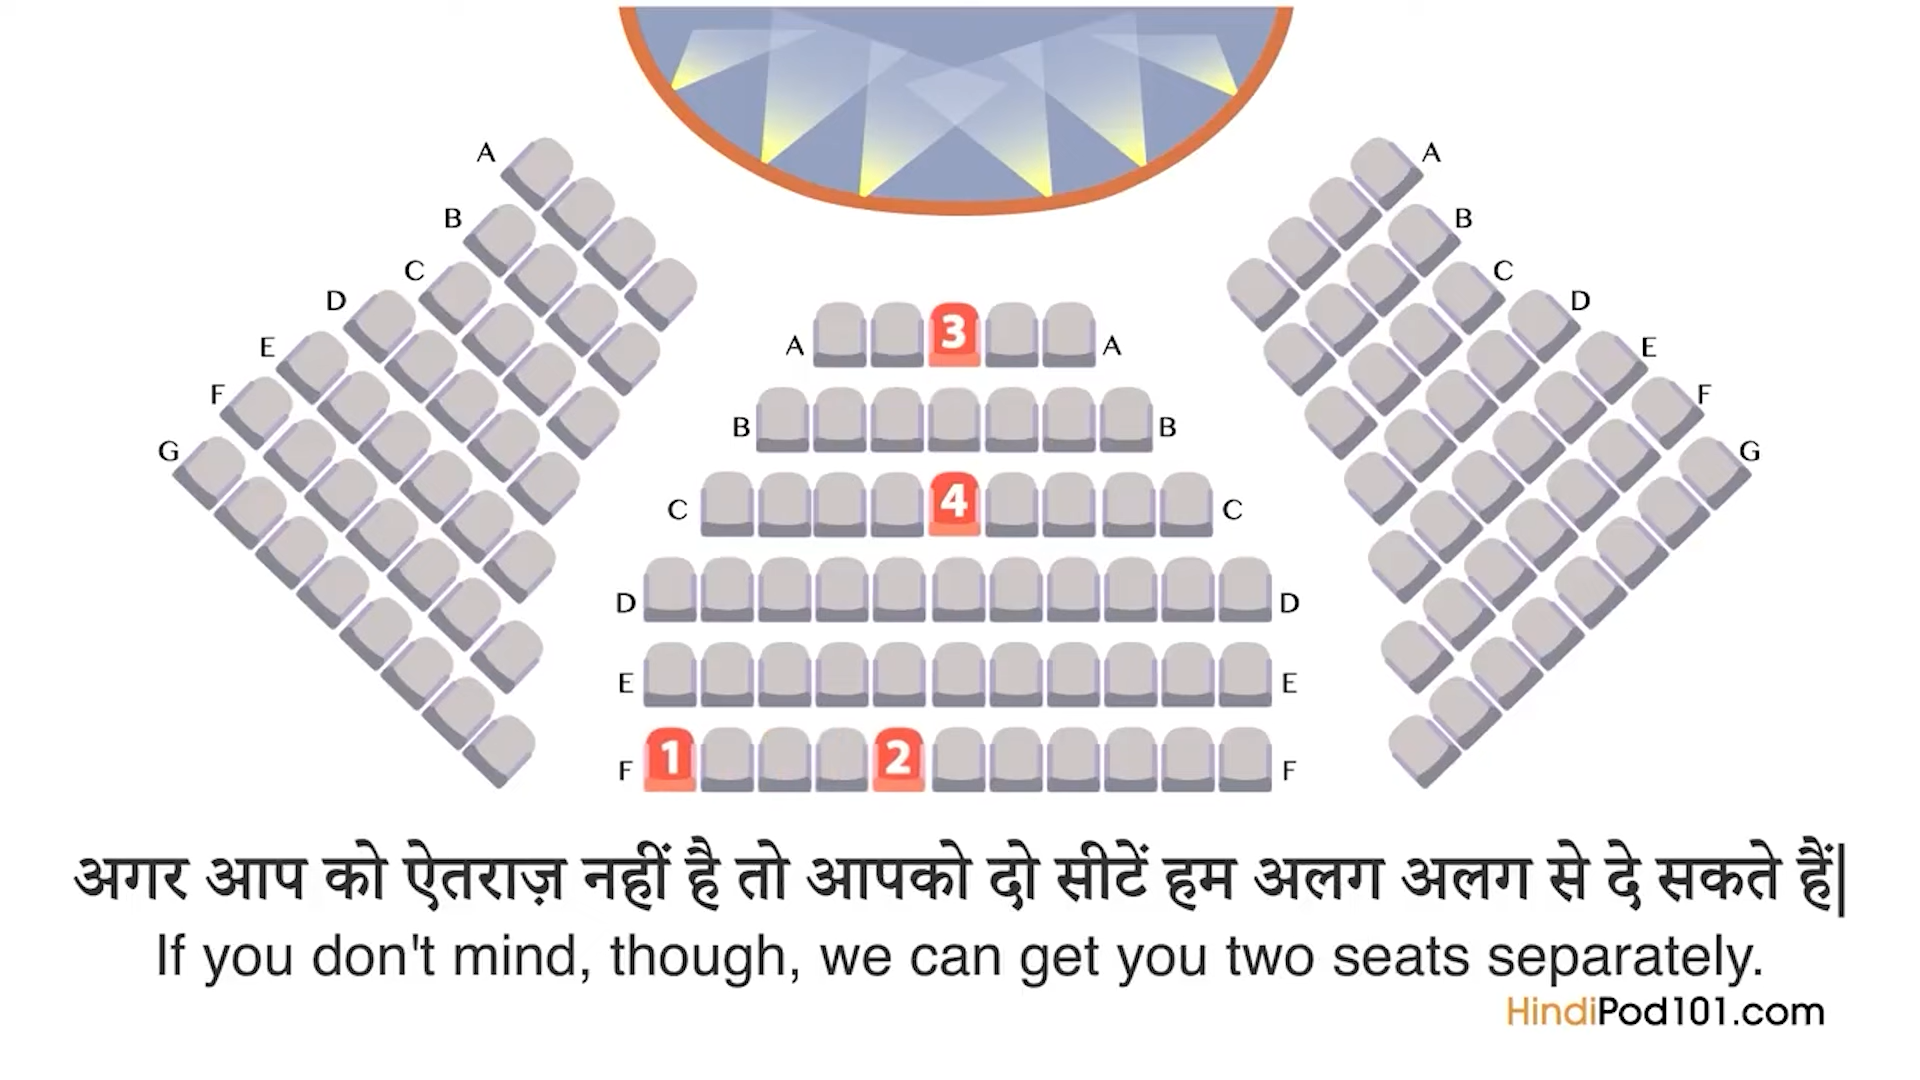 A A
B B
C C
D D
E E
F F
G G
A 3 A
B B
C 4 C
D D
E E
F 1 2 F
अगर आप को ऐतराज़ नहीं है तो आपको दो सीटें हम अलग अलग से दे सकते हैं|
If you don't mind, though, we can get you two seats separately.
HindiPod101.com